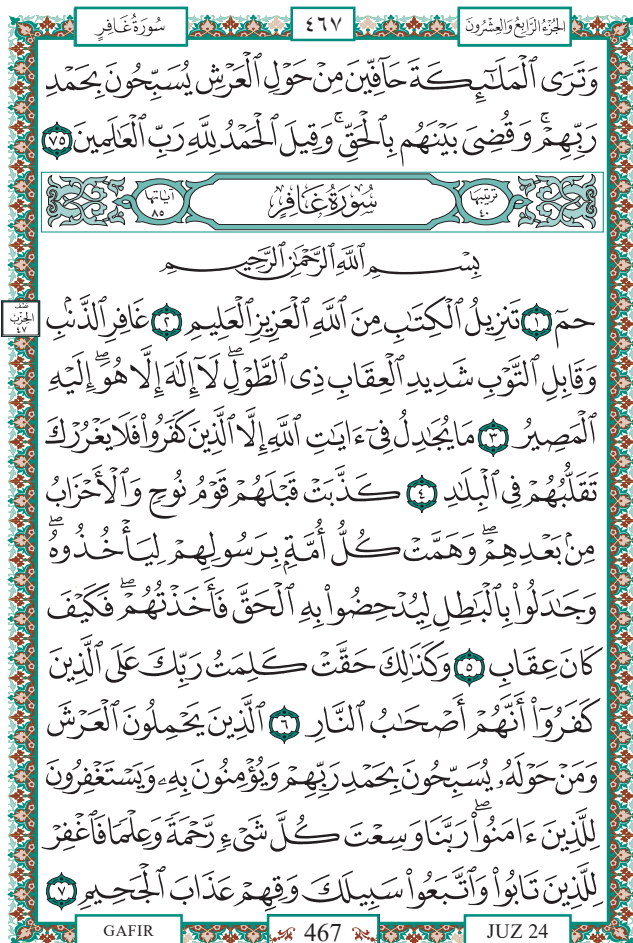 سُورَةُ غَافِرٍ ٤٦٧ الجُزْءُ الرَّابِعُ وَالعِشْرُونَ
وَتَرَى ٱلْمَلَٰٓئِكَةَ حَآفِّينَ مِنْ حَوْلِ ٱلْعَرْشِ يُسَبِّحُونَ بِحَمْدِ
رَبِّهِمْۚ وَقُضِىَ بَيْنَهُم بِٱلْحَقِّۚ وَقِيلَ ٱلْحَمْدُ لِلَّهِ رَبِّ ٱلْعَٰلَمِينَ ٧٥
ترتيبها ٤٠ سُورَةُ غَافِرٍ اياتها ٨٥
بِسْمِ ٱللَّهِ ٱلرَّحْمَٰنِ ٱلرَّحِيمِ
نصف الحزب ٤٧
حمٓ ١ تَنزِيلُ ٱلْكِتَٰبِ مِنَ ٱللَّهِ ٱلْعَزِيزِ ٱلْعَلِيمِ ٢ غَافِرِ ٱلذَّنۢبِ
وَقَابِلِ ٱلتَّوْبِ شَدِيدِ ٱلْعِقَابِ ذِى ٱلطَّوْلِۖ لَآ إِلَٰهَ إِلَّا هُوَۖ إِلَيْهِ
ٱلْمَصِيرُ ٣ مَا يُجَٰدِلُ فِىٓ ءَايَٰتِ ٱللَّهِ إِلَّا ٱلَّذِينَ كَفَرُوا۟ فَلَا يَغْرُرْكَ
تَقَلُّبُهُمْ فِى ٱلْبِلَٰدِ ٤ كَذَّبَتْ قَبْلَهُمْ قَوْمُ نُوحٍ وَٱلْأَحْزَابُ
مِنۢ بَعْدِهِمْۖ وَهَمَّتْ كُلُّ أُمَّةٍۭ بِرَسُولِهِمْ لِيَأْخُذُوهُۖ
وَجَٰدَلُوا۟ بِٱلْبَٰطِلِ لِيُدْحِضُوا۟ بِهِ ٱلْحَقَّ فَأَخَذْتُهُمْۖ فَكَيْفَ
كَانَ عِقَابِ ٥ وَكَذَٰلِكَ حَقَّتْ كَلِمَتُ رَبِّكَ عَلَى ٱلَّذِينَ
كَفَرُوٓا۟ أَنَّهُمْ أَصْحَٰبُ ٱلنَّارِ ٦ ٱلَّذِينَ يَحْمِلُونَ ٱلْعَرْشَ
وَمَنْ حَوْلَهُۥ يُسَبِّحُونَ بِحَمْدِ رَبِّهِمْ وَيُؤْمِنُونَ بِهِۦ وَيَسْتَغْفِرُونَ
لِلَّذِينَ ءَامَنُوا۟ۖ رَبَّنَا وَسِعْتَ كُلَّ شَىْءٍ رَّحْمَةً وَعِلْمًا فَٱغْفِرْ
لِلَّذِينَ تَابُوا۟ وَٱتَّبَعُوا۟ سَبِيلَكَ وَقِهِمْ عَذَابَ ٱلْجَحِيمِ ٧
GAFIR 467 JUZ 24